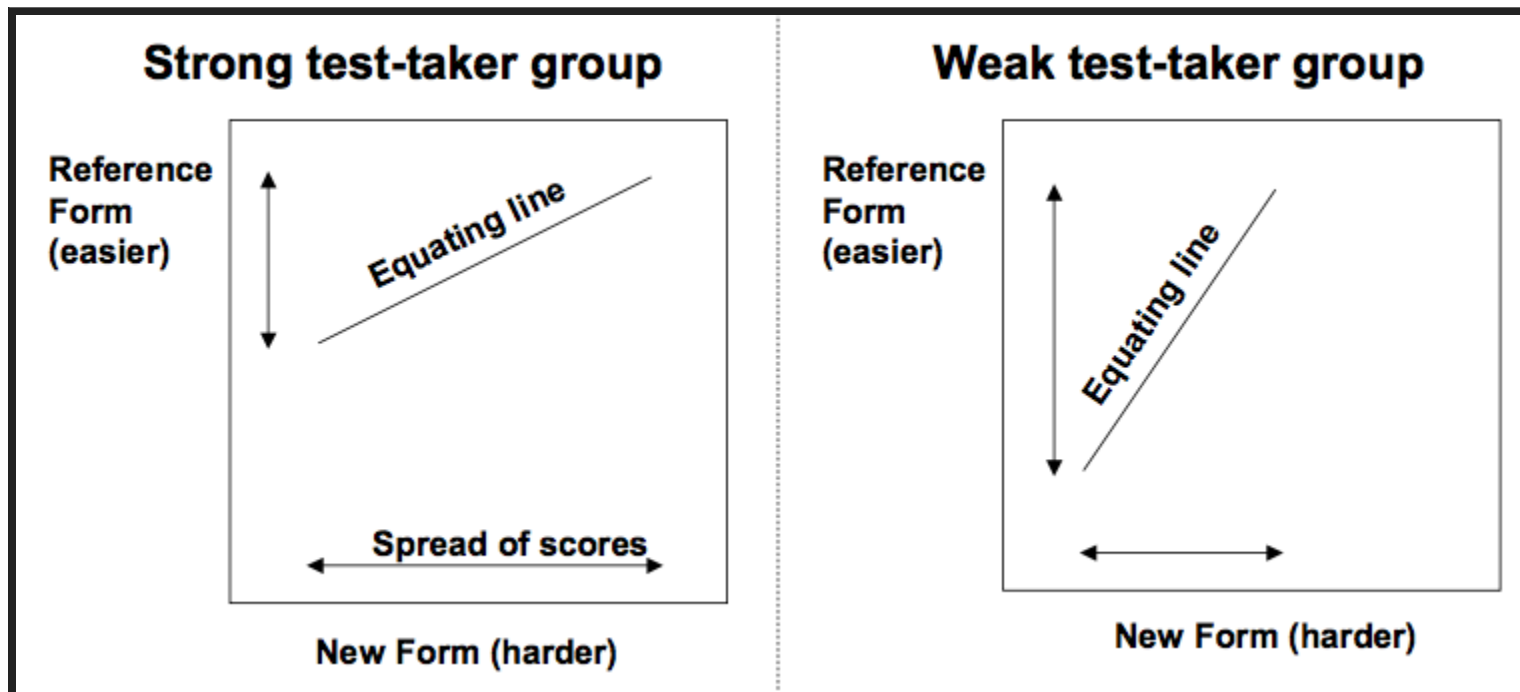 Strong test-taker group
Reference
Form
(easier)
Equating line
Spread of scores
New Form (harder)
Weak test-taker group
Reference
Form
(easier)
Equating line
New Form (harder)